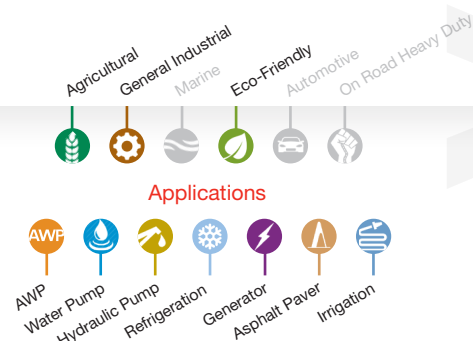 Agricultural
General Industrial
Marine
Eco-Friendly
Automotive
On Road Heavy Duty
Applications
AWP
AWP
Water Pump
Hydraulic Pump
Refrigeration
Generator
Asphalt Paver
Irrigation